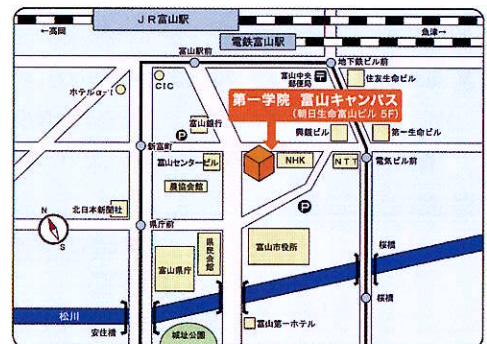 JR富山駅
←高岡
魚津→
電鉄富山駅
富山駅前
地下鉄ビル前
富山中央
郵便局
住友生命ビル
ホテルα-1
CIC
第一学院 富山キャンパス
(朝日生命富山ビル 5F)
富山銀行
興銀ビル
第一生命ビル
P
新富町
富山センタービル
NHK
NTT
電気ビル前
農協会館
北日本新聞社
P
N
S
県庁前
県民会館
富山市役所
桜橋
富山県庁
桜橋
松川
安住橋
富山第一ホテル
城址公園